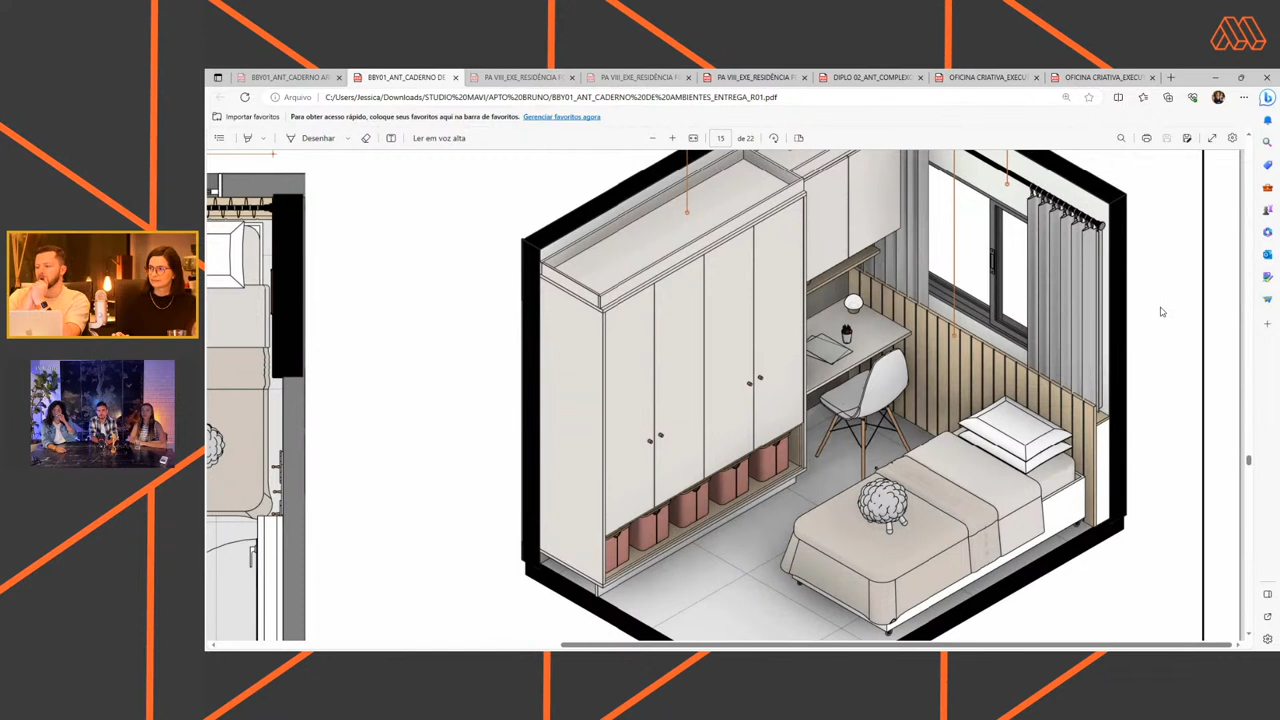 BBY01_ANT_CADERNO AR
BBY01_ANT_CADERNO DE
PA VIII_EXE_RESIDÊNCIA F
PA VIII_EXE_RESIDÊNCIA F
PA VIII_EXE_RESIDÊNCIA F
DIPLO 02_ANT_COMPLEXO
OFICINA CRIATIVA_EXECU
OFICINA CRIATIVA_EXECU
Arquivo
C:/Users/Jessica/Downloads/STUDIO%20MAVI/APTO%20BRUNO/BBY01_ANT_CADERNO%20DE%20AMBIENTES_ENTREGA_R01.pdf
Importar favoritos
Para obter acesso rápido, coloque seus favoritos aqui na barra de favoritos. Gerenciar favoritos agora
Desenhar
Ler em voz alta
15 de 22